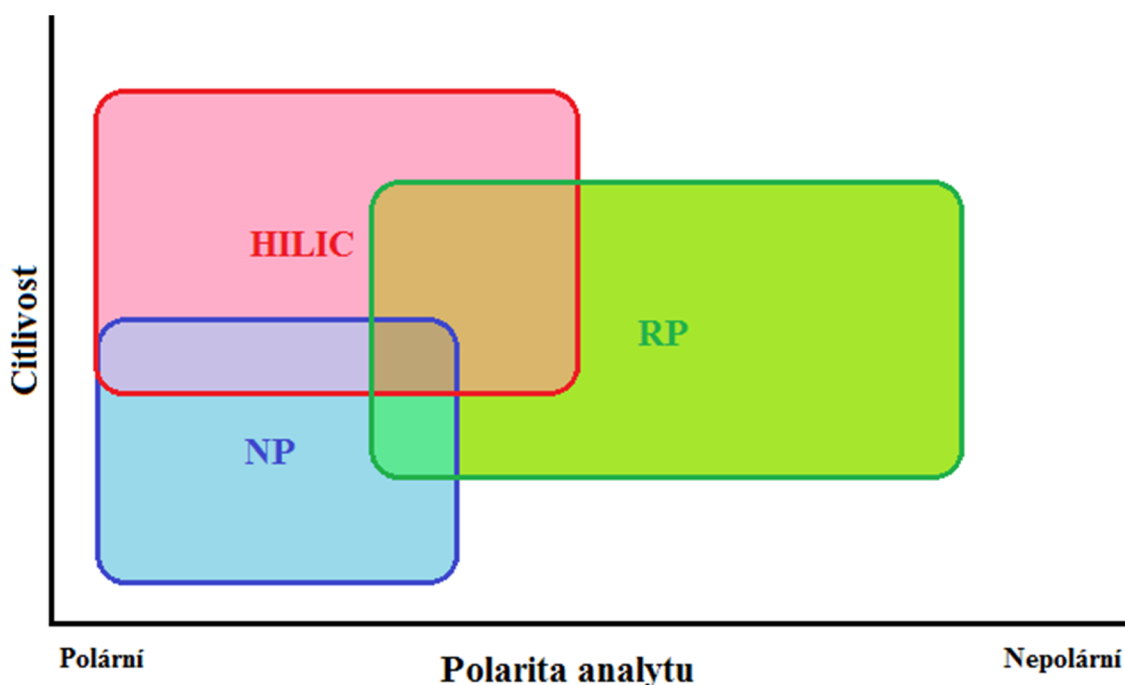 HILIC
RP
Citlivost
NP
Polární
Polarita analytu
Nepolární